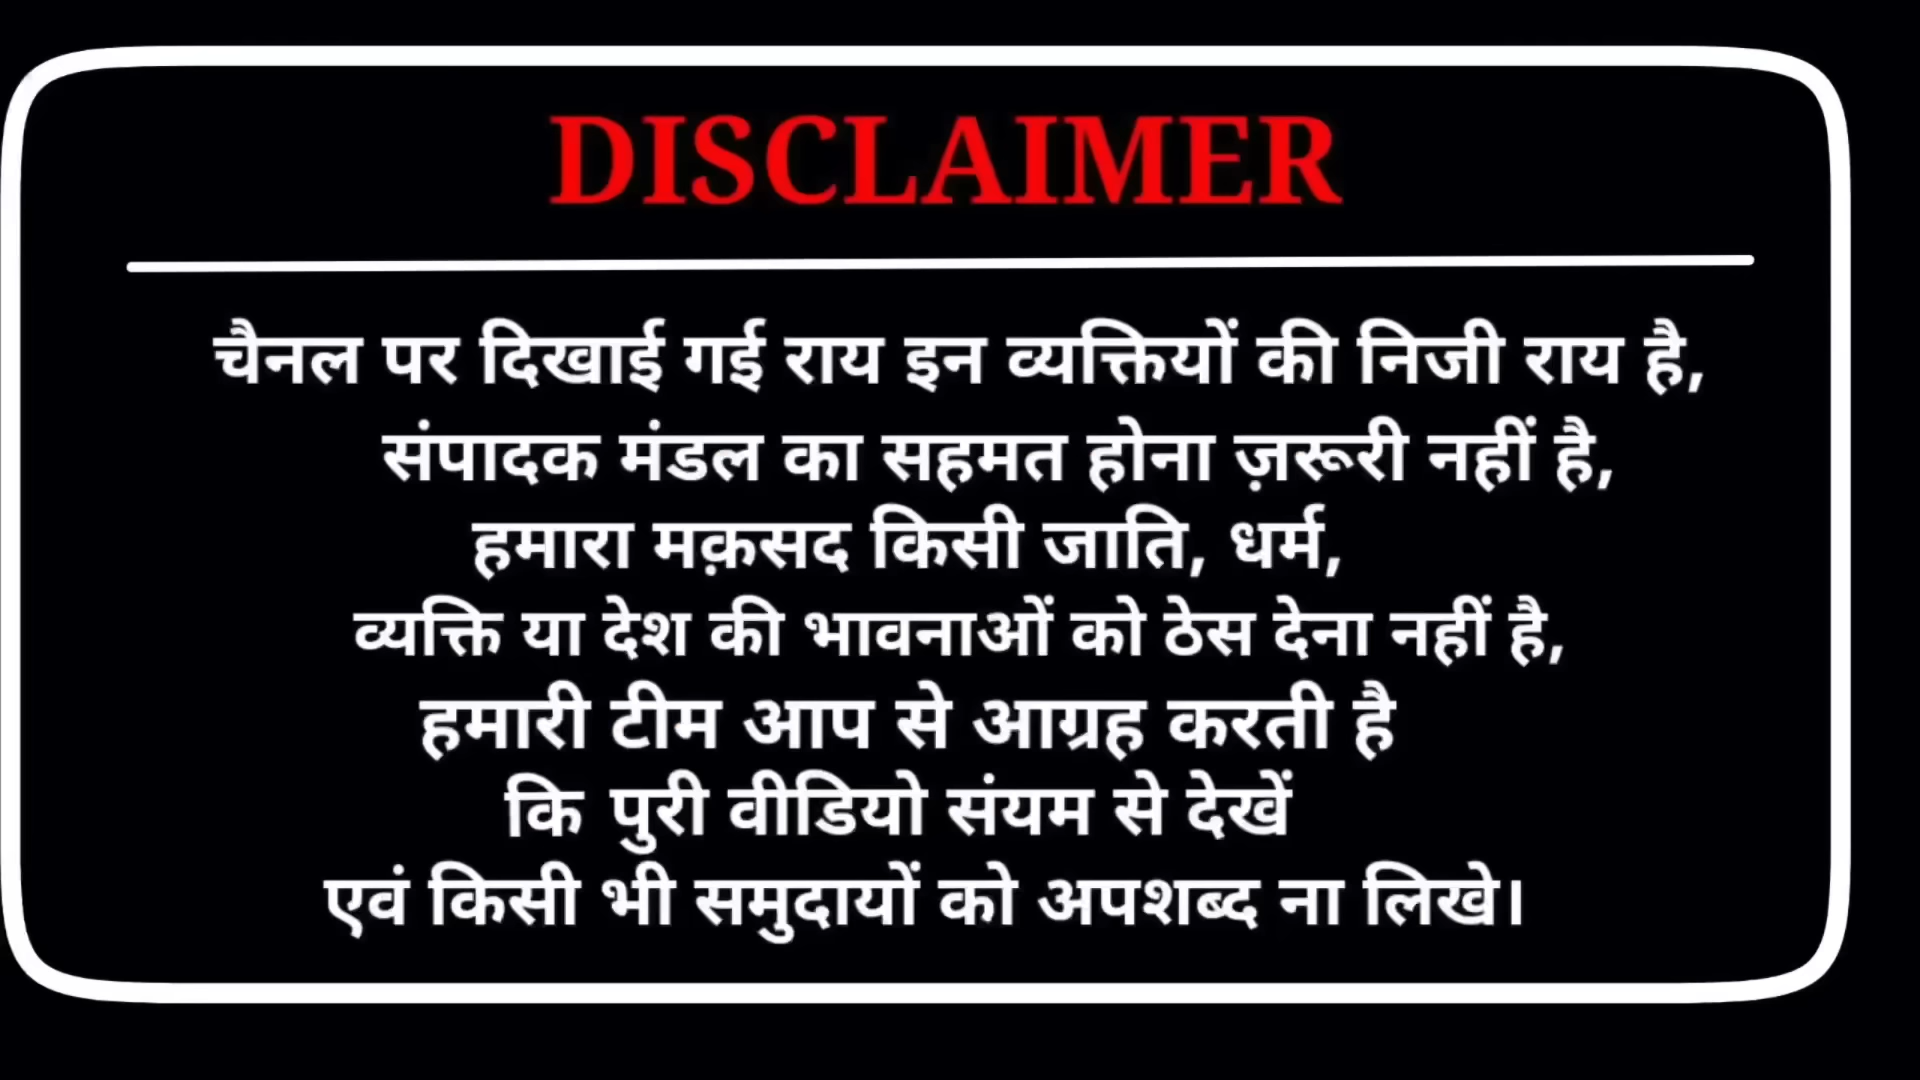 DISCLAIMER
चैनल पर दिखाई गई राय इन व्यक्तियों की निजी राय है,
संपादक मंडल का सहमत होना ज़रूरी नहीं है,
हमारा मक़सद किसी जाति, धर्म,
व्यक्ति या देश की भावनाओं को ठेस देना नहीं है,
हमारी टीम आप से आग्रह करती है
कि पुरी वीडियो संयम से देखें
एवं किसी भी समुदायों को अपशब्द ना लिखे।